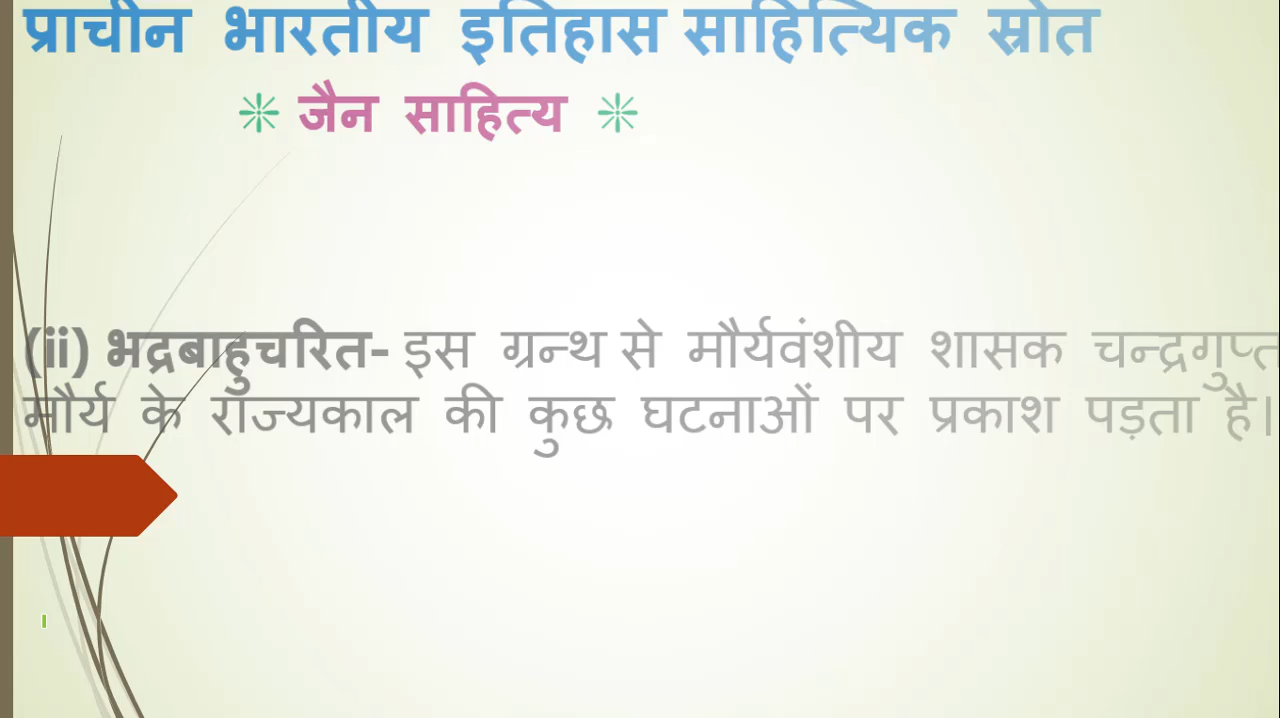 प्राचीन भारतीय इतिहास साहित्यिक स्रोत
❊ जैन साहित्य ❊
(ii) भद्रबाहुचरित- इस ग्रन्थ से मौर्यवंशीय शासक चन्द्रगुप्त
मौर्य के राज्यकाल की कुछ घटनाओं पर प्रकाश पड़ता है।